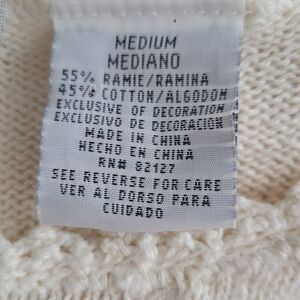 MEDIUM
MEDIANO
55% RAMIE/RAMINA
45% COTTON/ALGODON
EXCLUSIVE OF DECORATION
EXCLUSIVO DE DECORACION
MADE IN CHINA
HECHO EN CHINA
RN# 82127
SEE REVERSE FOR CARE
VER AL DORSO PARA
CUIDADO